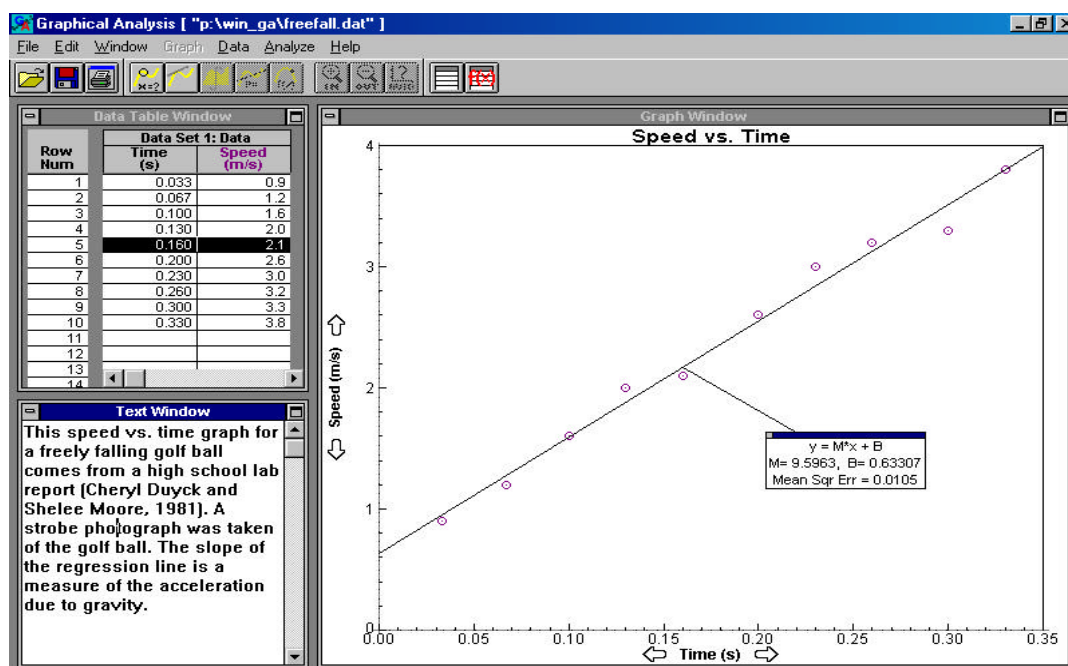 Graphical Analysis [ "p:\win_ga\freefall.dat" ]
File Edit Window Graph Data Analyze Help
X=?
Data Table Window
Data Set 1: Data
Row Num Time (s) Speed (m/s)
1 0.033 0.9
2 0.067 1.2
3 0.100 1.6
4 0.130 2.0
5 0.160 2.1
6 0.200 2.6
7 0.230 3.0
8 0.260 3.2
9 0.300 3.3
10 0.330 3.8
11
12
13
14
Text Window
This speed vs. time graph for
a freely falling golf ball
comes from a high school lab
report (Cheryl Duyck and
Shelee Moore, 1981). A
strobe photograph was taken
of the golf ball. The slope of
the regression line is a
measure of the acceleration
due to gravity.
Graph Window
Speed vs. Time
4
3
2
1
0
Speed (m/s)
y = M*x + B
M= 9.5963, B= 0.63307
Mean Sqr Err = 0.0105
0.00 0.05 0.10 0.15 0.20 0.25 0.30 0.35
Time (s)